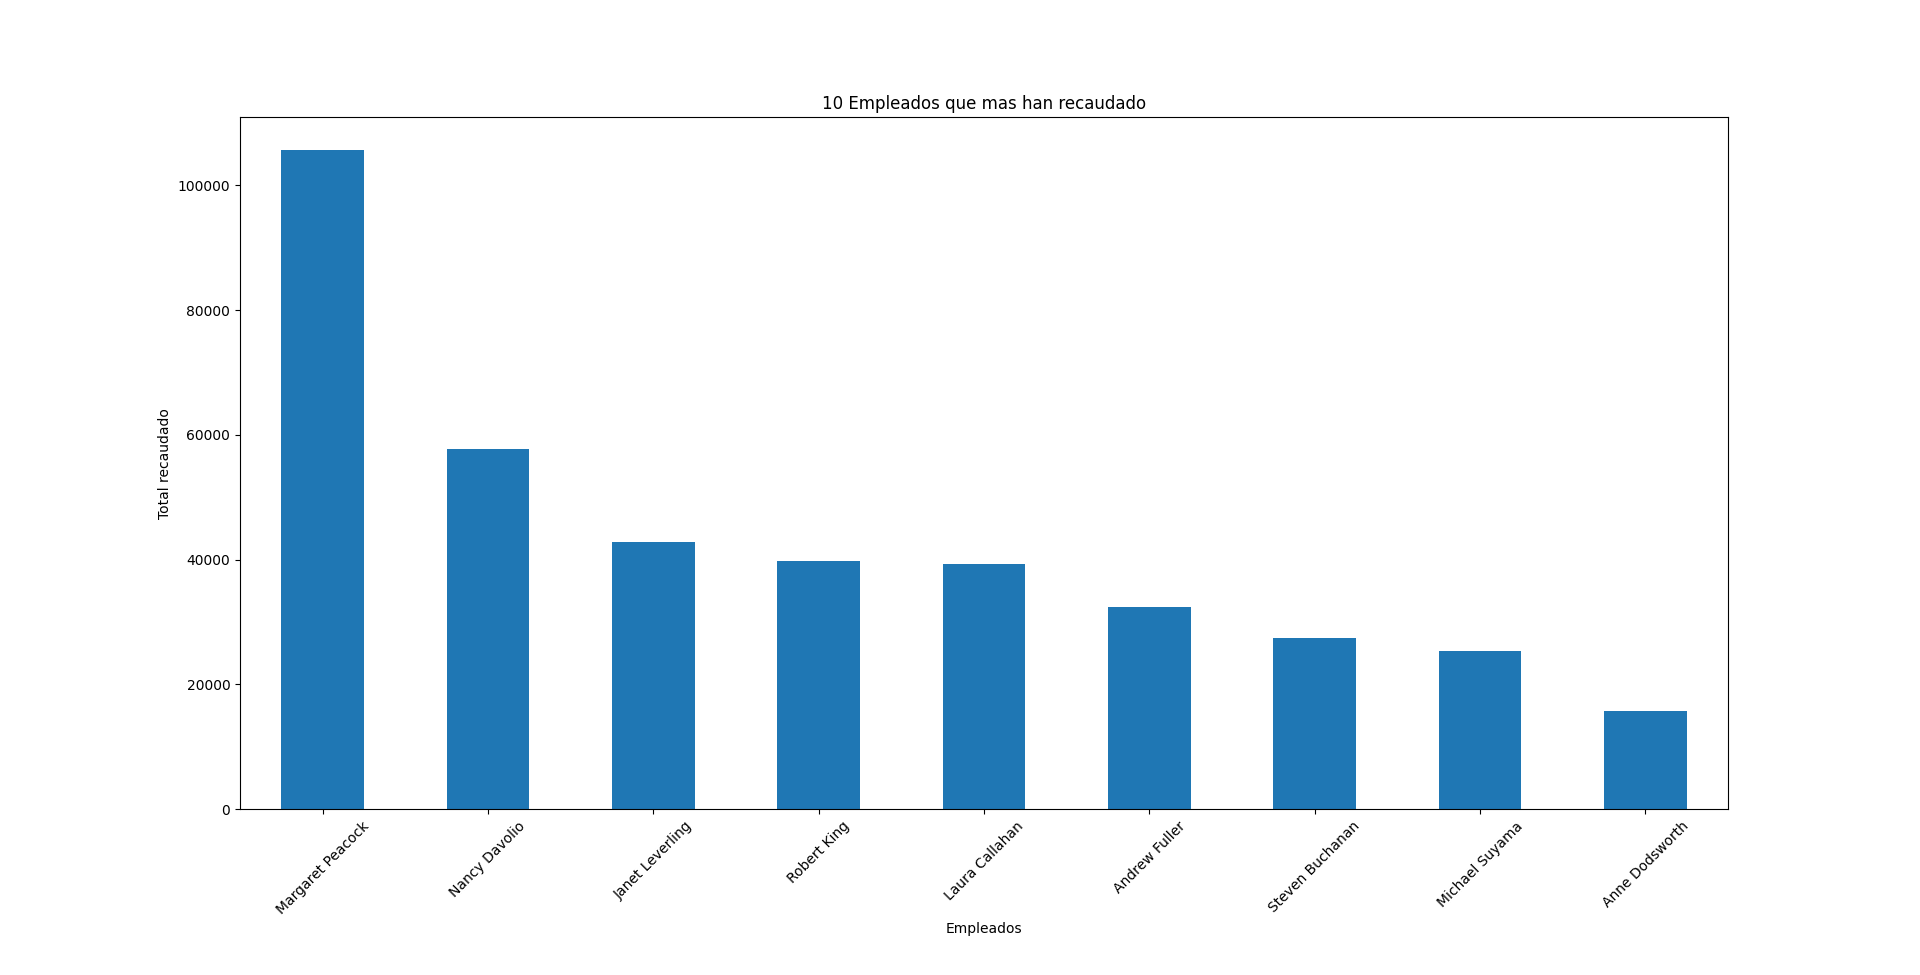 10 Empleados que mas han recaudado
Total recaudado
100000
80000
60000
40000
20000
0
Margaret Peacock
Nancy Davolio
Janet Leverling
Robert King
Laura Callahan
Andrew Fuller
Steven Buchanan
Michael Suyama
Anne Dodsworth
Empleados